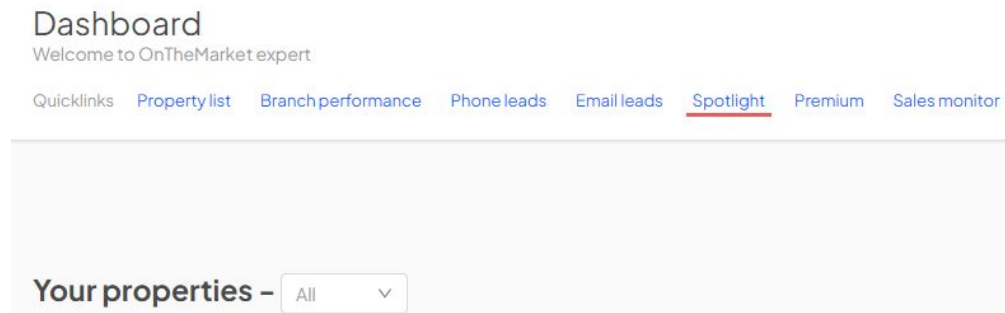 Dashboard
Welcome to OnTheMarket expert
Quicklinks Property list Branch performance Phone leads Email leads Spotlight Premium Sales monitor
Your properties – All